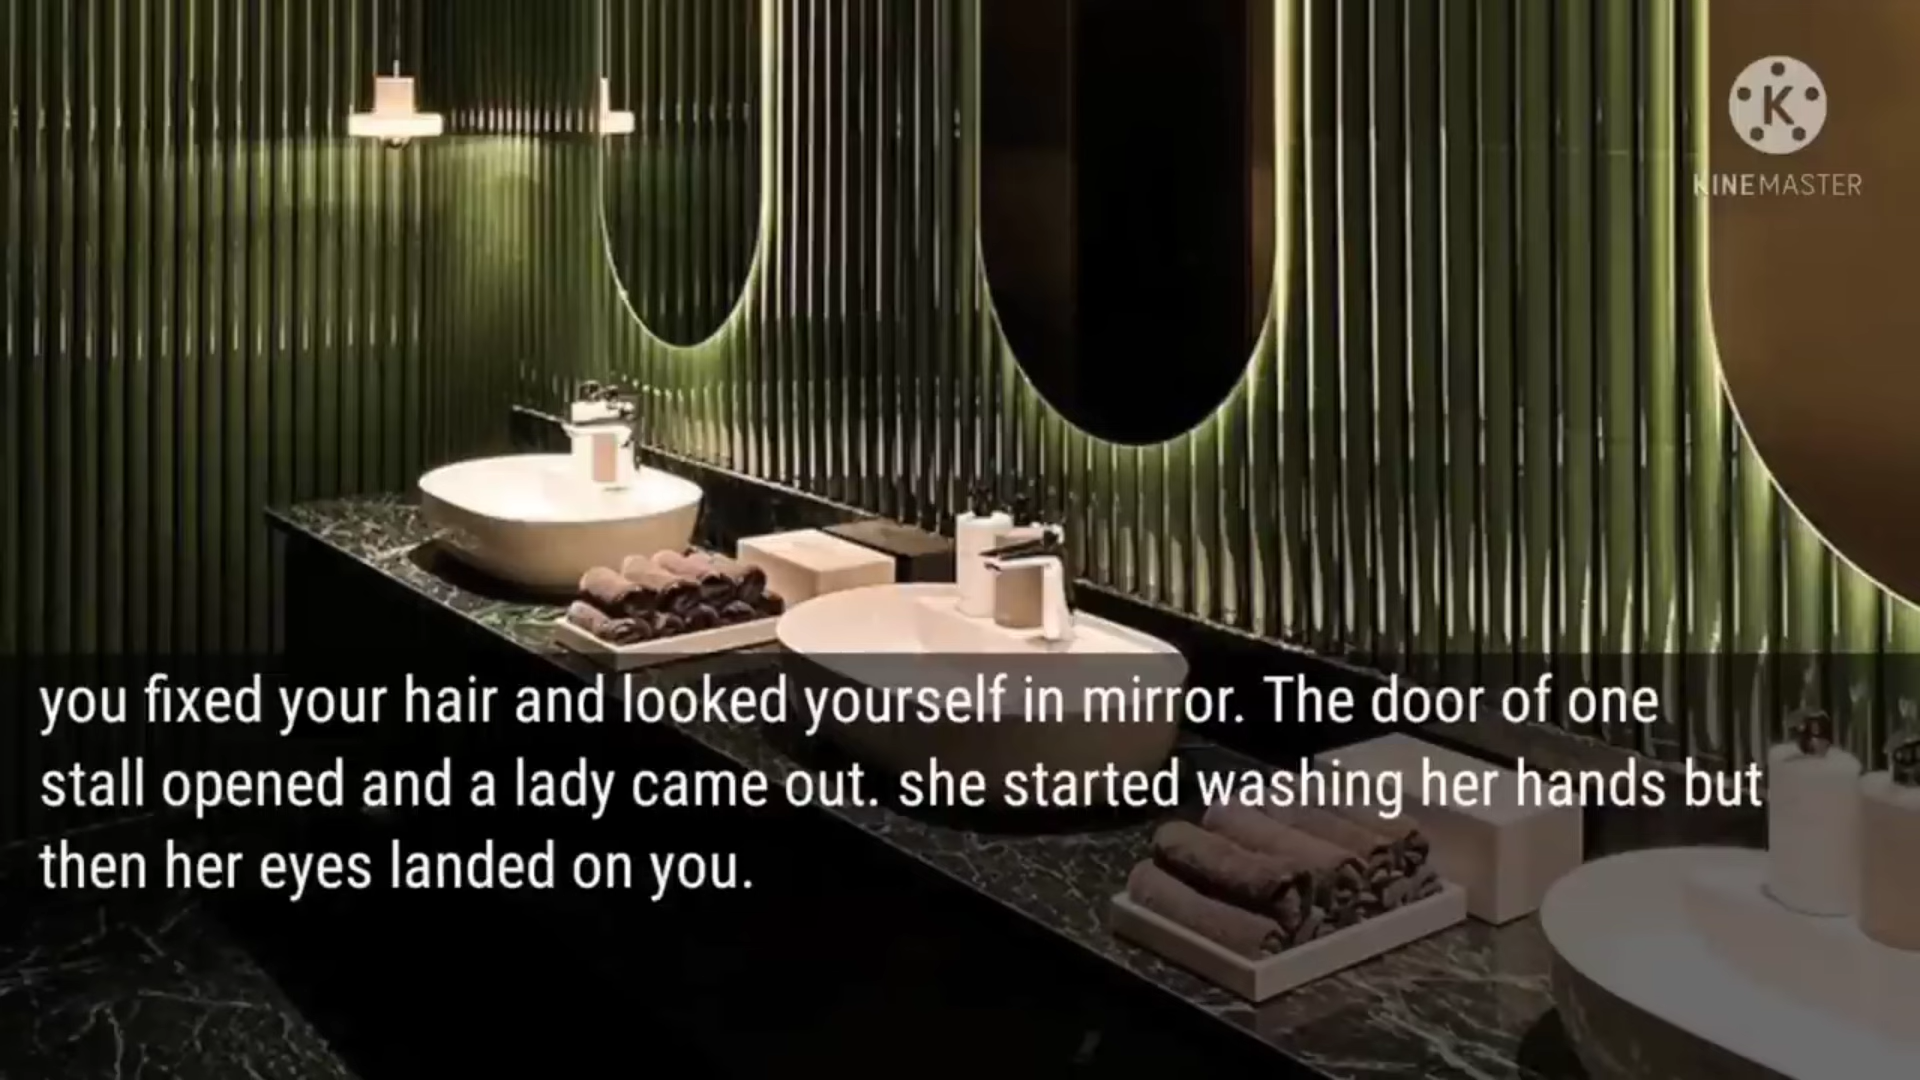 KINEMASTER
you fixed your hair and looked yourself in mirror. The door of one
stall opened and a lady came out. she started washing her hands but
then her eyes landed on you.